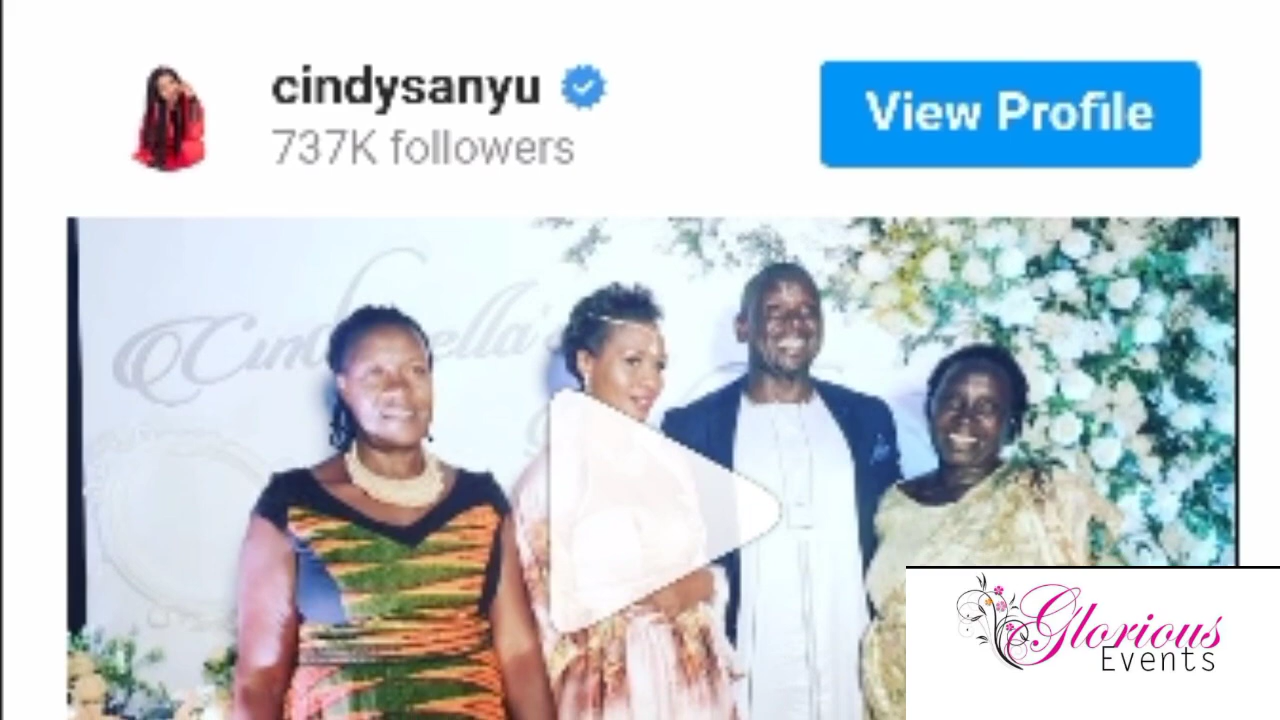 cindysanyu
737K followers
View Profile
Glorious
Events